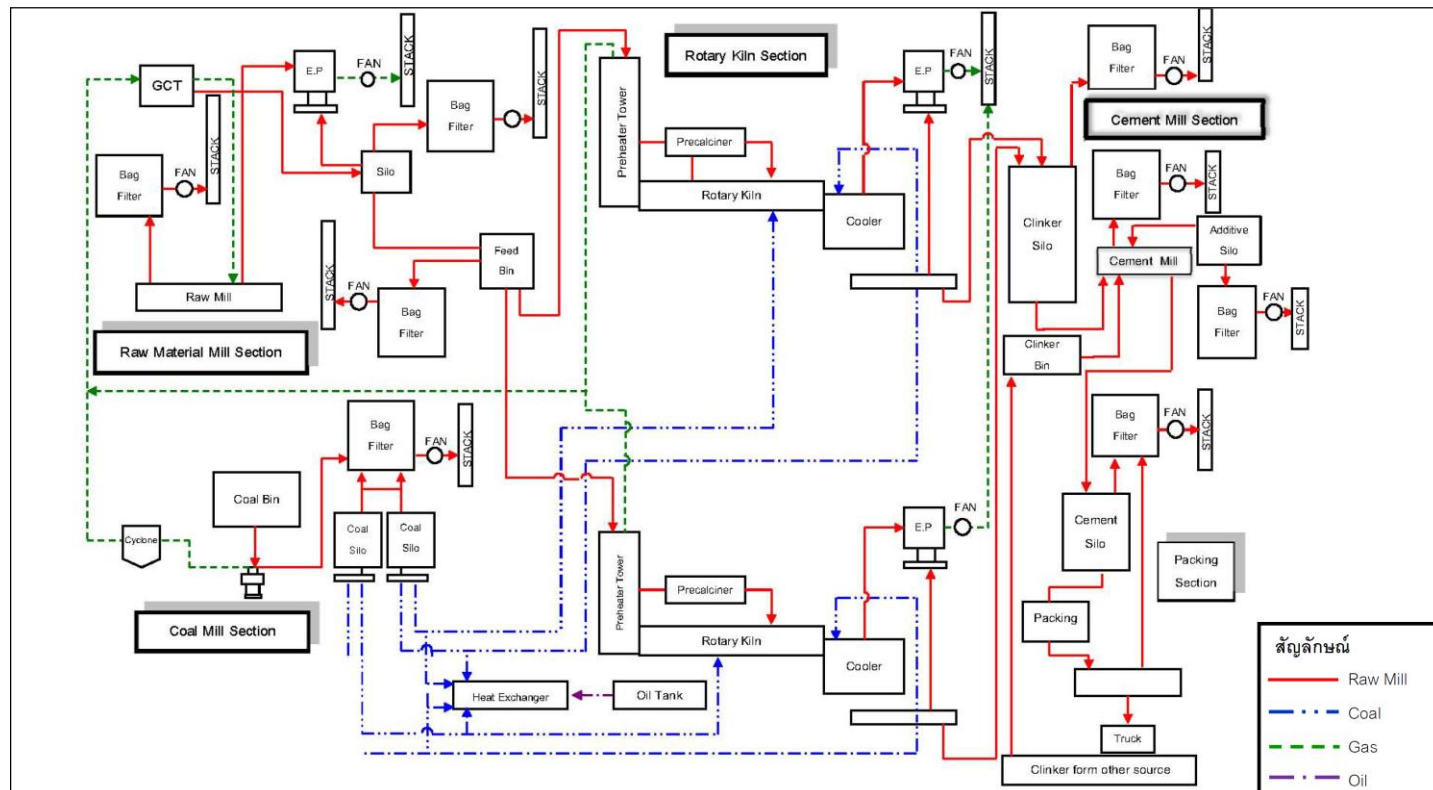 GCT
E.P
FAN
STACK
Bag
Filter
FAN
STACK
Bag
Filter
STACK
Silo
Raw Mill
Raw Material Mill Section
Feed
Bin
STACK
FAN
Bag
Filter
Rotary Kiln Section
Preheater Tower
Precalciner
Rotary Kiln
Cooler
E.P
FAN
STACK
Bag
Filter
FAN
STACK
Cement Mill Section
Clinker
Silo
Bag
Filter
FAN
STACK
Additive
Silo
Cement Mill
Bag
Filter
FAN
STACK
Clinker
Bin
Bag
Filter
FAN
STACK
Cement
Silo
Packing
Section
Packing
Truck
Clinker form other source
Coal Bin
Cyclone
Bag
Filter
FAN
STACK
Coal
Silo
Coal
Silo
Coal Mill Section
Heat Exchanger
Oil Tank
Preheater Tower
Precalciner
Rotary Kiln
Cooler
E.P
FAN
สัญลักษณ์
Raw Mill
Coal
Gas
Oil